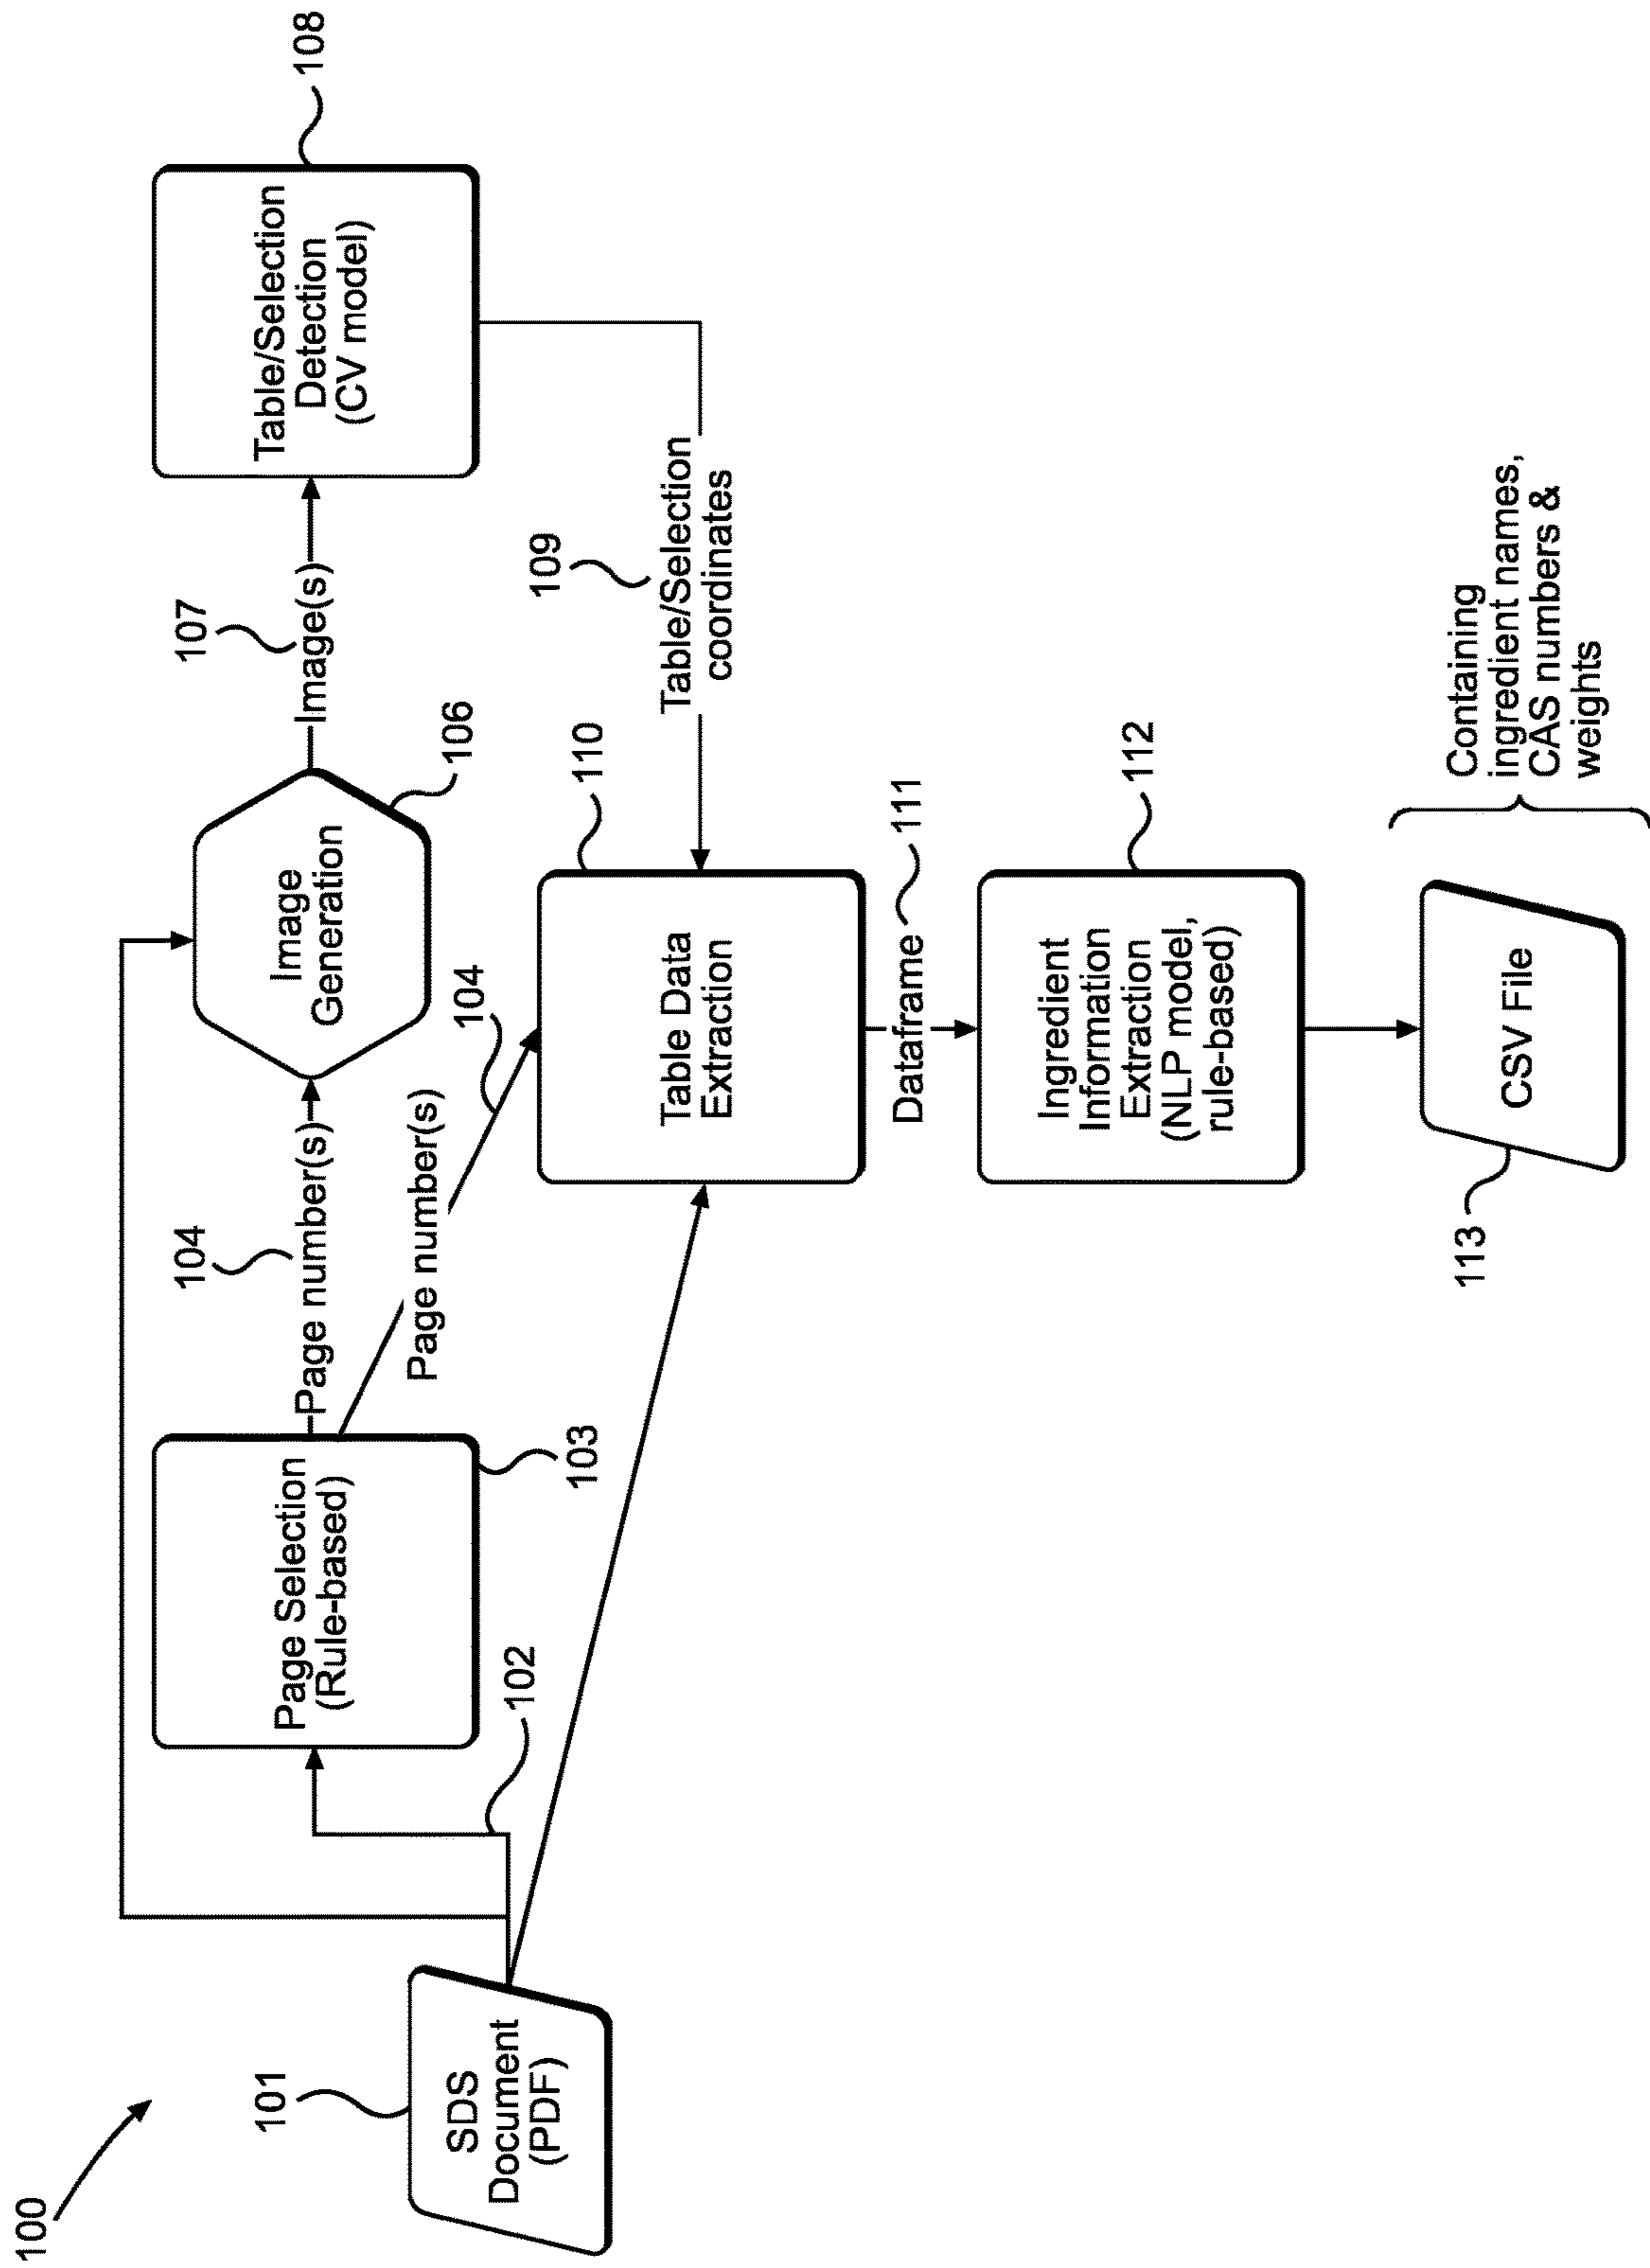 100
101
SDS
Document
(PDF)
102
Page Selection
(Rule-based)
103
104
Page number(s)
Page number(s)
104
Image
Generation
106
107
Image(s)
Table/Selection
Detection
(CV model)
108
109
Table/Selection
coordinates
110
Table Data
Extraction
Dataframe
111
Ingredient
Information
Extraction
(NLP model,
rule-based)
112
CSV File
113
Containing
ingredient names,
CAS numbers &
weights